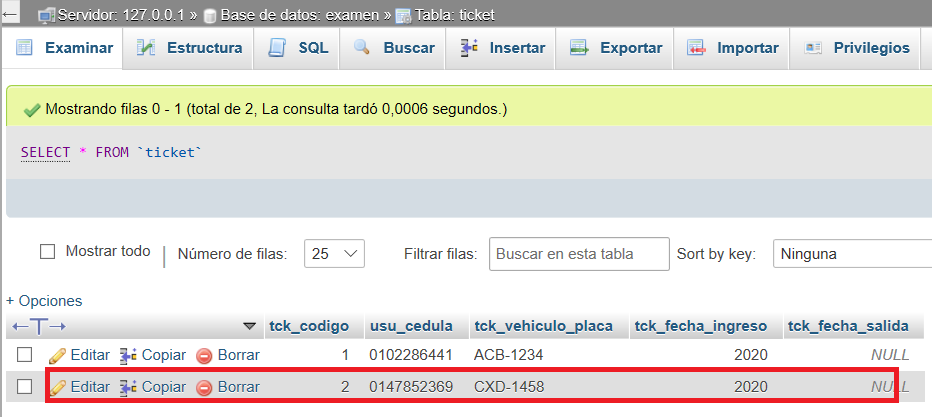 Servidor: 127.0.0.1 » Base de datos: examen » Tabla: ticket
Examinar Estructura SQL Buscar Insertar Exportar Importar Privilegios
Mostrando filas 0 - 1 (total de 2, La consulta tardó 0,0006 segundos.)
SELECT * FROM `ticket`
Mostrar todo Número de filas: 25 Filtrar filas: Buscar en esta tabla Sort by key: Ninguna
+ Opciones
←T→ tck_codigo usu_cedula tck_vehiculo_placa tck_fecha_ingreso tck_fecha_salida
Editar Copiar Borrar 1 0102286441 ACB-1234 2020 NULL
Editar Copiar Borrar 2 0147852369 CXD-1458 2020 NULL